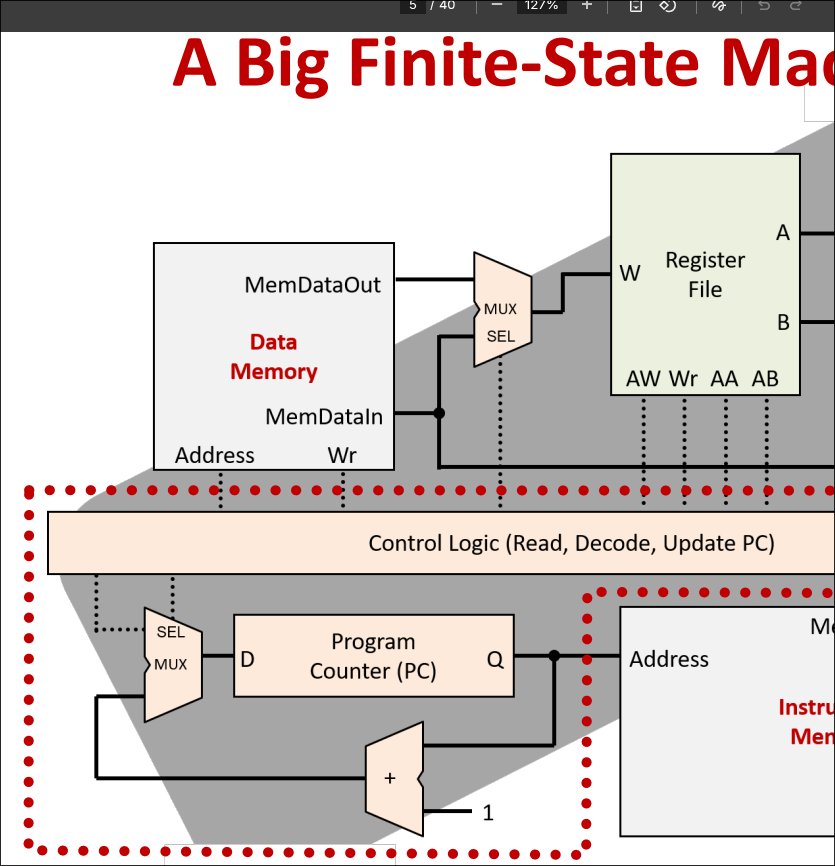 5 / 40 127%
A Big Finite-State Mac
MemDataOut
Data
Memory
MemDataIn
Address Wr
MUX
SEL
W
Register
File
A
B
AW Wr AA AB
Control Logic (Read, Decode, Update PC)
SEL
MUX
D
Program
Counter (PC)
Q
Address
Me
Instru
Mem
+
1